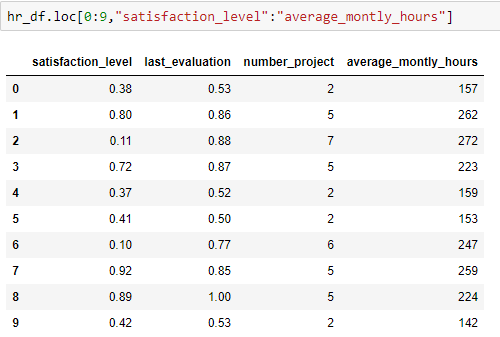 hr_df.loc[0:9,"satisfaction_level":"average_montly_hours"]
satisfaction_level last_evaluation number_project average_montly_hours
0 0.38 0.53 2 157
1 0.80 0.86 5 262
2 0.11 0.88 7 272
3 0.72 0.87 5 223
4 0.37 0.52 2 159
5 0.41 0.50 2 153
6 0.10 0.77 6 247
7 0.92 0.85 5 259
8 0.89 1.00 5 224
9 0.42 0.53 2 142